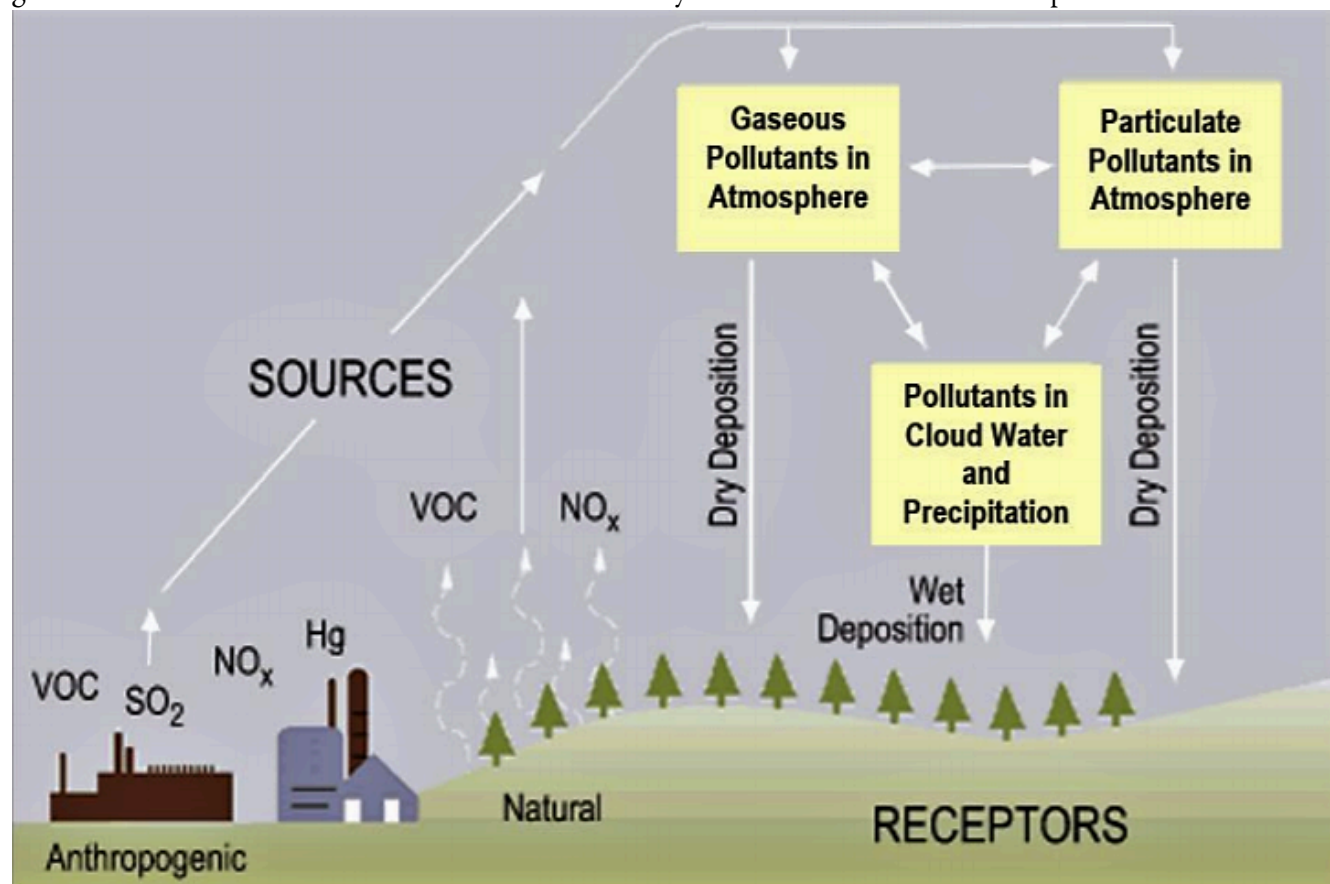 Gaseous
Pollutants in
Atmosphere
Particulate
Pollutants in
Atmosphere
SOURCES
Dry Deposition
Pollutants in
Cloud Water
and
Precipitation
Dry Deposition
VOC
NOx
Wet
Deposition
Hg
NOx
VOC
SO2
Natural
RECEPTORS
Anthropogenic